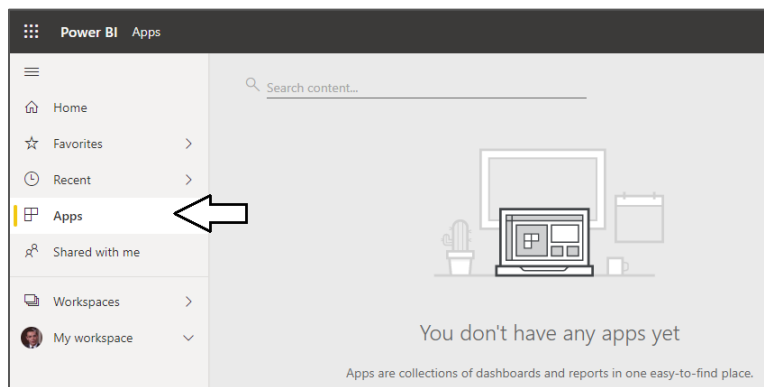 Power BI Apps
Search content...
Home
Favorites
Recent
Apps
Shared with me
Workspaces
My workspace
You don't have any apps yet
Apps are collections of dashboards and reports in one easy-to-find place.